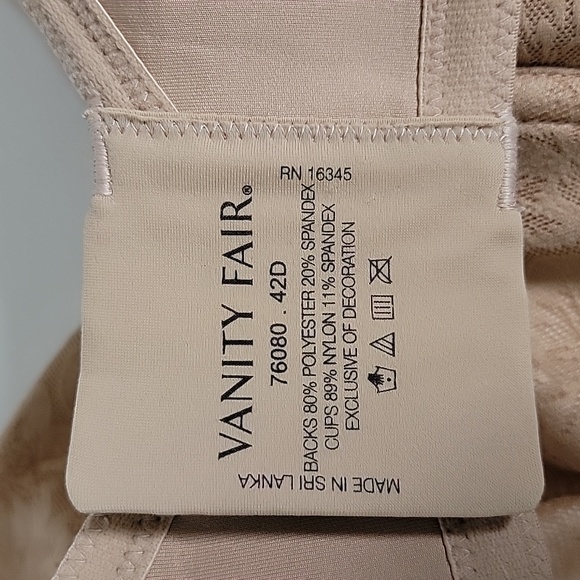 RN 16345
VANITY FAIR®
76080 . 42D
BACKS 80% POLYESTER 20% SPANDEX
CUPS 89% NYLON 11% SPANDEX
EXCLUSIVE OF DECORATION
MADE IN SRI LANKA